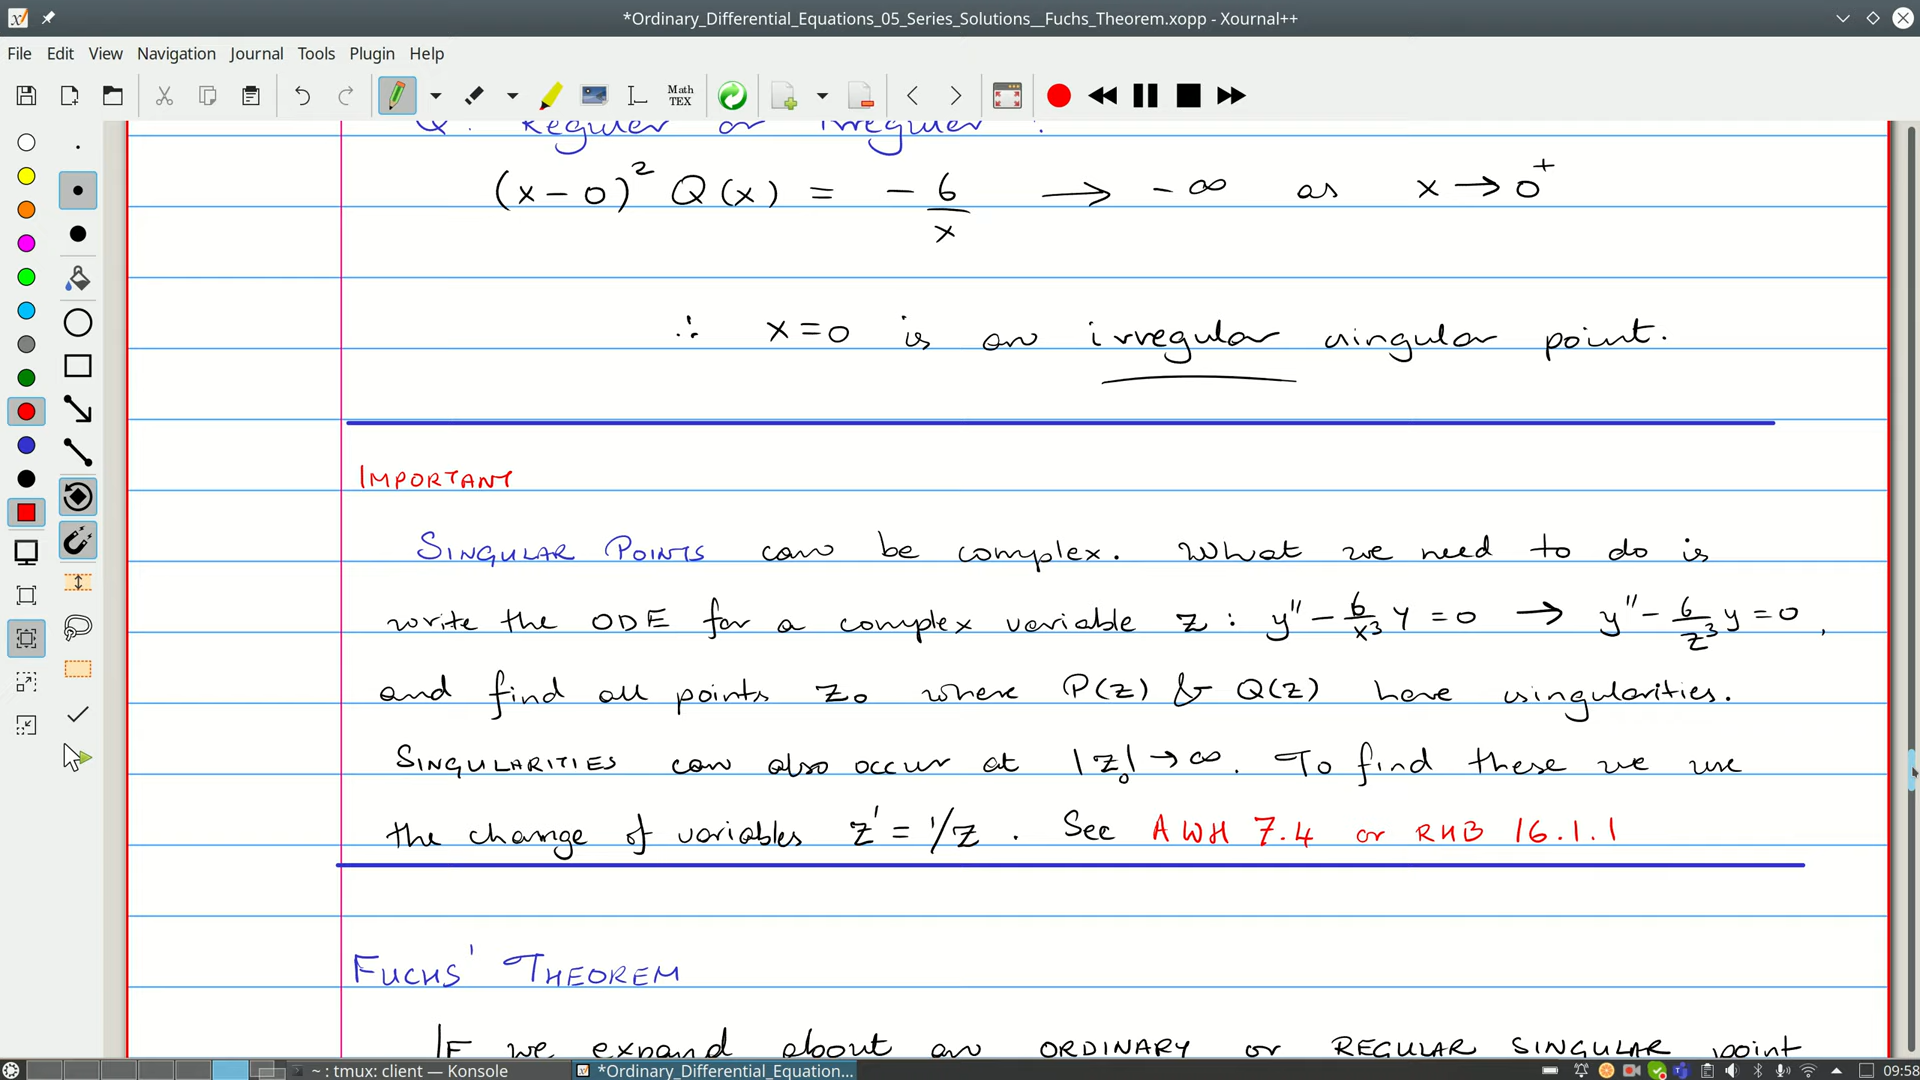 *Ordinary_Differential_Equations_05_Series_Solutions__Fuchs_Theorem.xopp - Xournal++
File Edit View Navigation Journal Tools Plugin Help
Math TEX
Q: Regular or irregular?
(x-0)² Q(x) = -6/x → -∞ as x → 0⁺
∴ x=0 is an irregular singular point.
IMPORTANT
SINGULAR POINTS can be complex. What we need to do is
write the ODE for a complex variable z : y'' - 6/x³ y = 0 → y'' - 6/z³ y = 0 ,
and find all points z₀ where P(z) & Q(z) have singularities.
SINGULARITIES can also occur at |z₀| → ∞. To find these we use
the change of variables z' = 1/z . See AWH 7.4 or RHB 16.1.1
FUCHS' THEOREM
IF we expand about an ORDINARY or REGULAR SINGULAR point
~ : tmux: client — Konsole
*Ordinary_Differential_Equation...
09:58